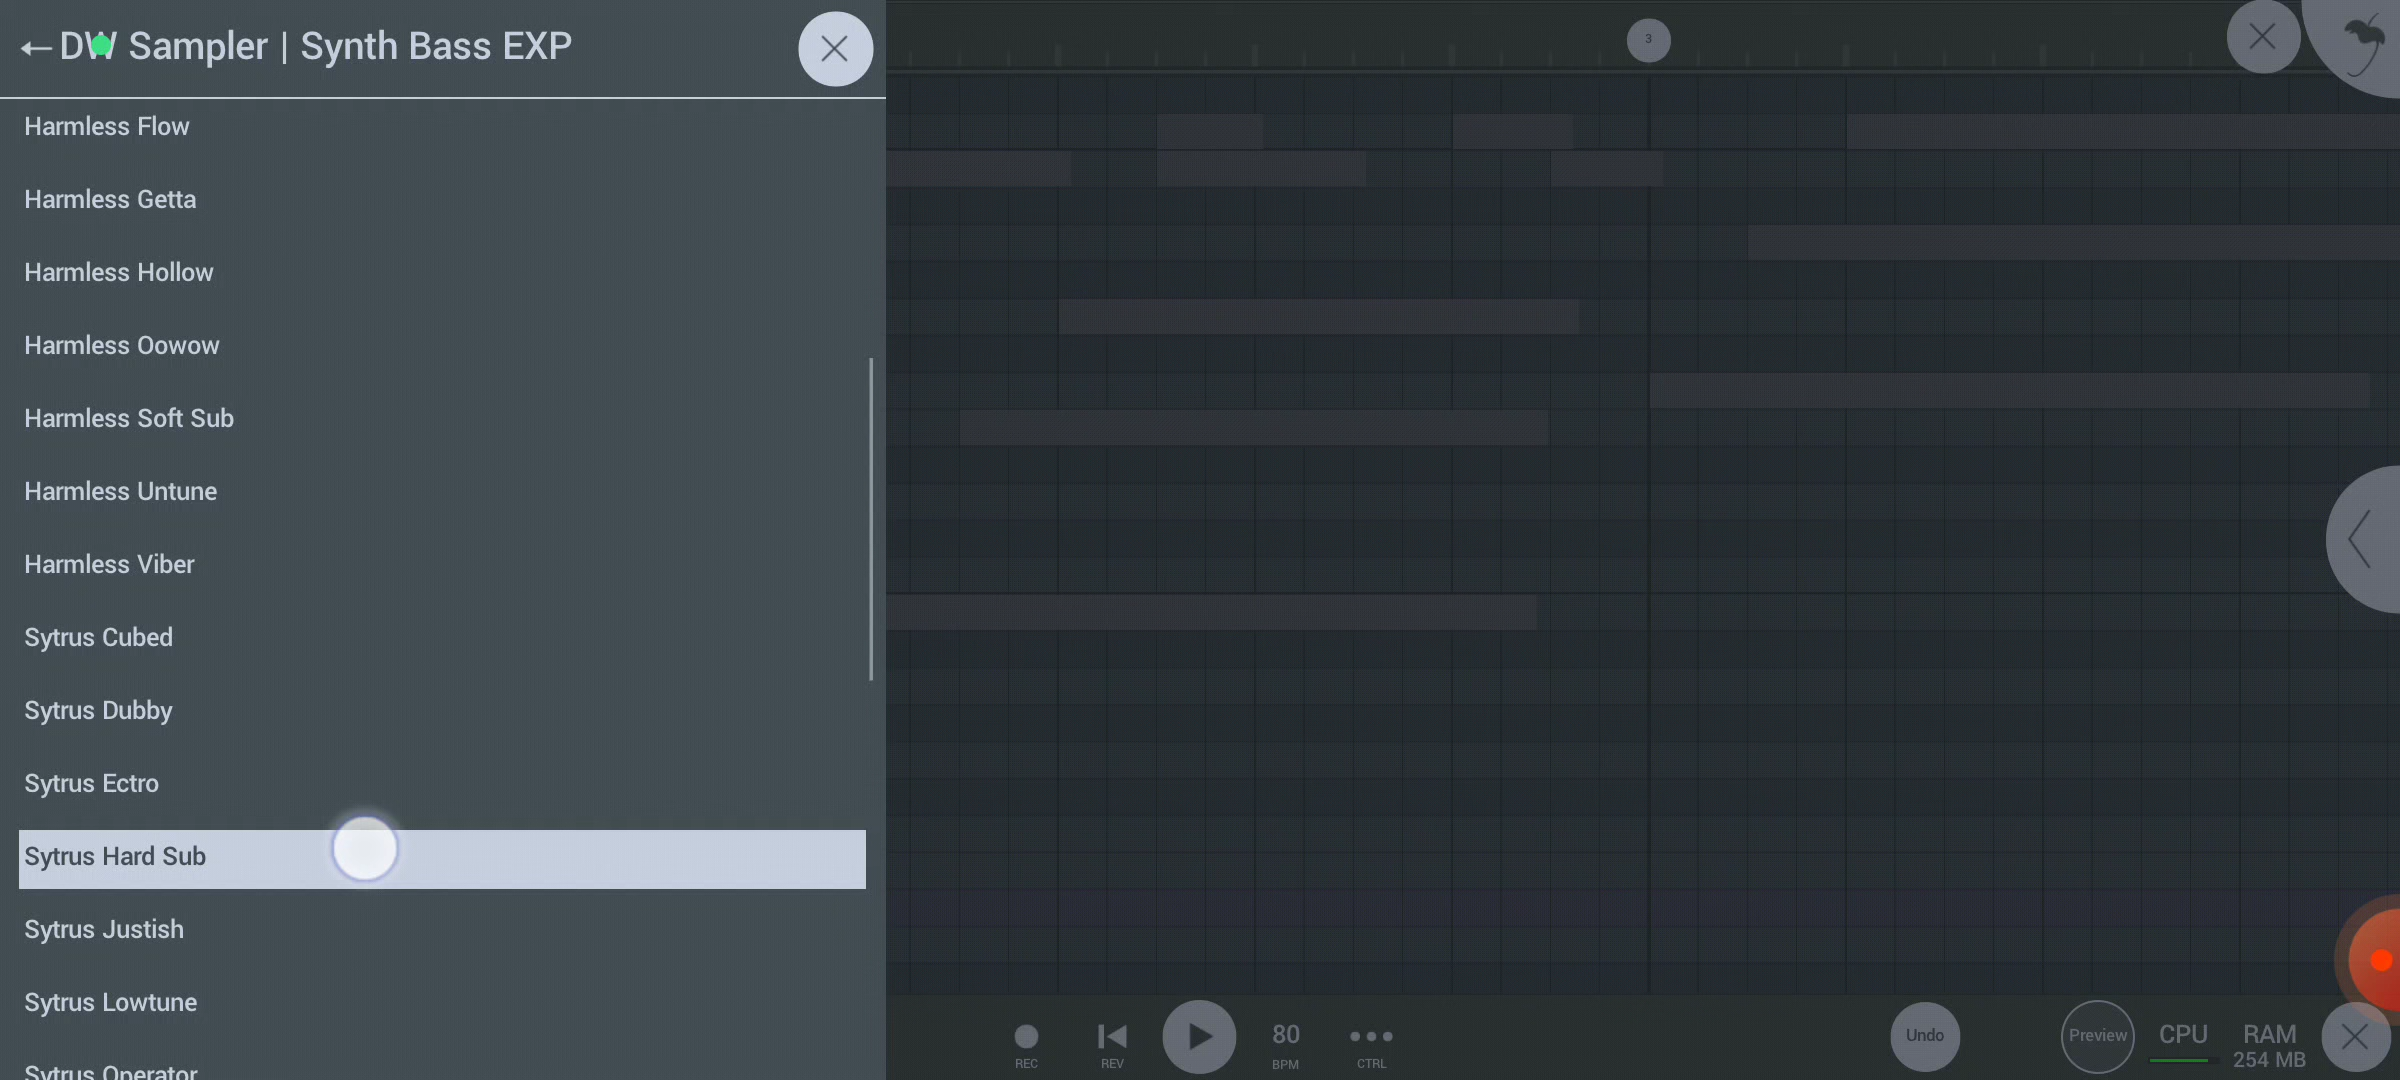 DW Sampler | Synth Bass EXP
3
Harmless Flow
Harmless Getta
Harmless Hollow
Harmless Oowow
Harmless Soft Sub
Harmless Untune
Harmless Viber
Sytrus Cubed
Sytrus Dubby
Sytrus Ectro
Sytrus Hard Sub
Sytrus Justish
Sytrus Lowtune
Sytrus Operator
REC
REV
80
BPM
CTRL
Undo
Preview
CPU
RAM
254 MB